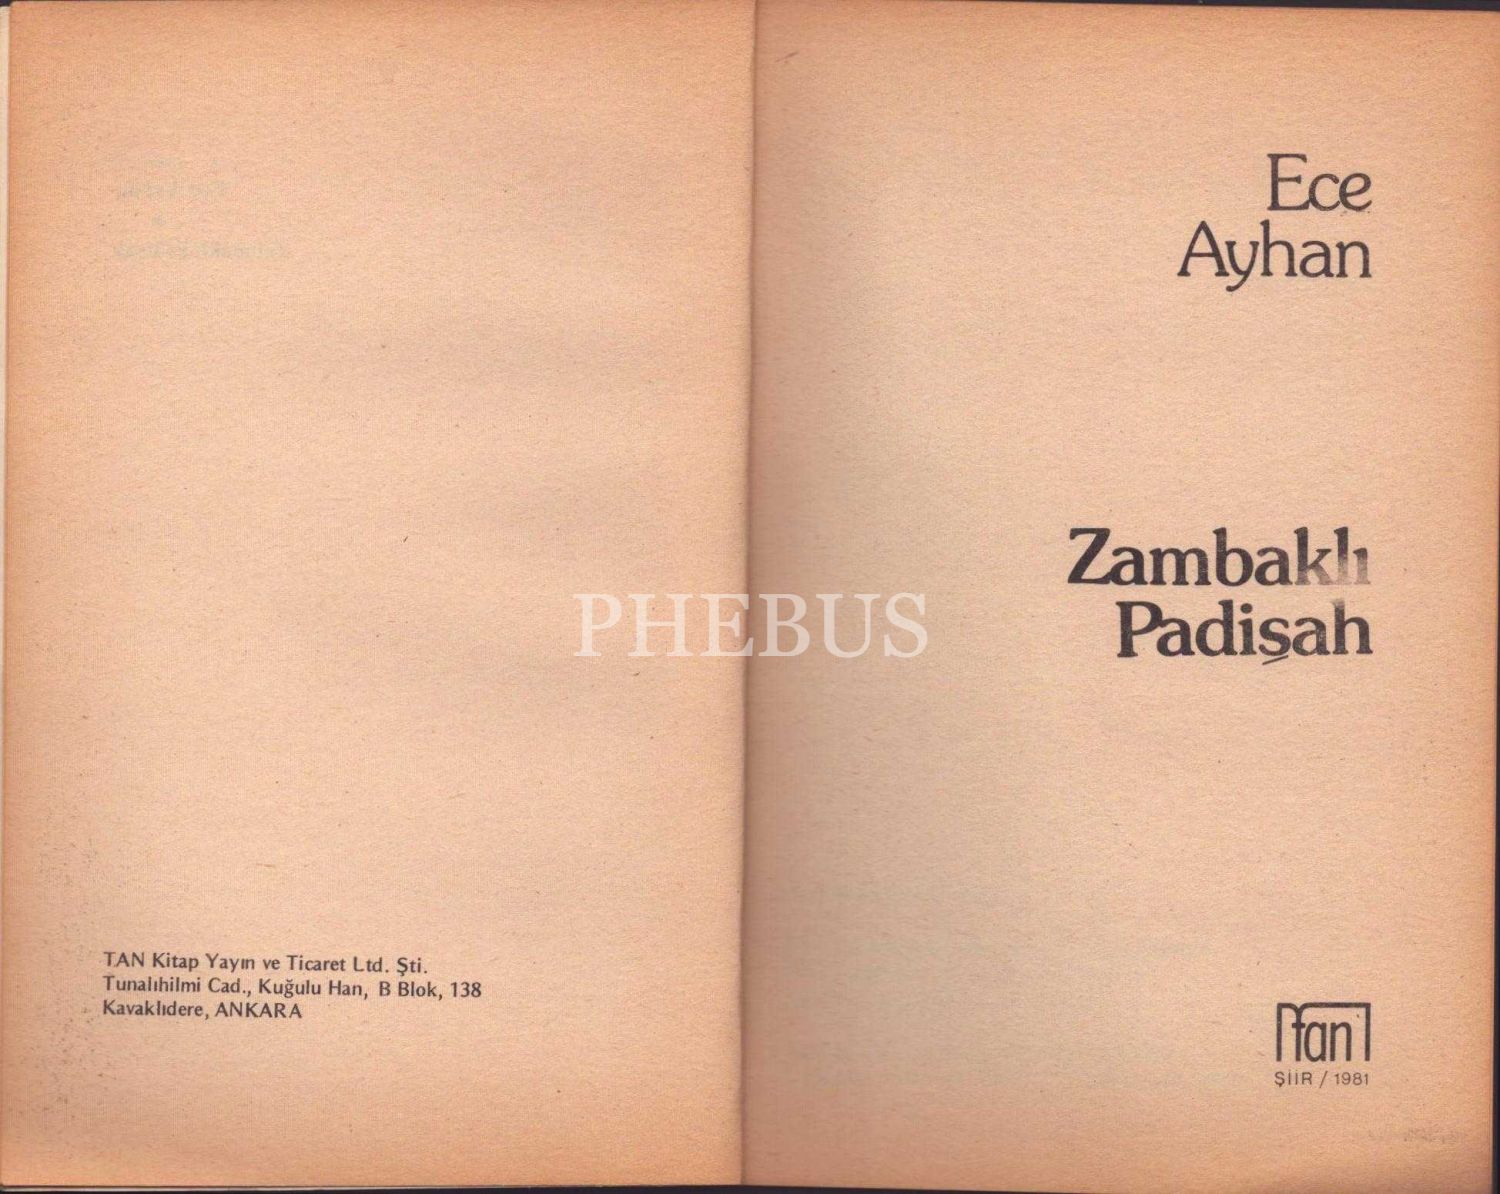 TAN Kitap Yayın ve Ticaret Ltd. Şti.
Tunalıhilmi Cad., Kuğulu Han, B Blok, 138
Kavaklıdere, ANKARA
PHEBUS
Ece
Ayhan
Zambaklı
Padişah
tan
ŞİİR / 1981